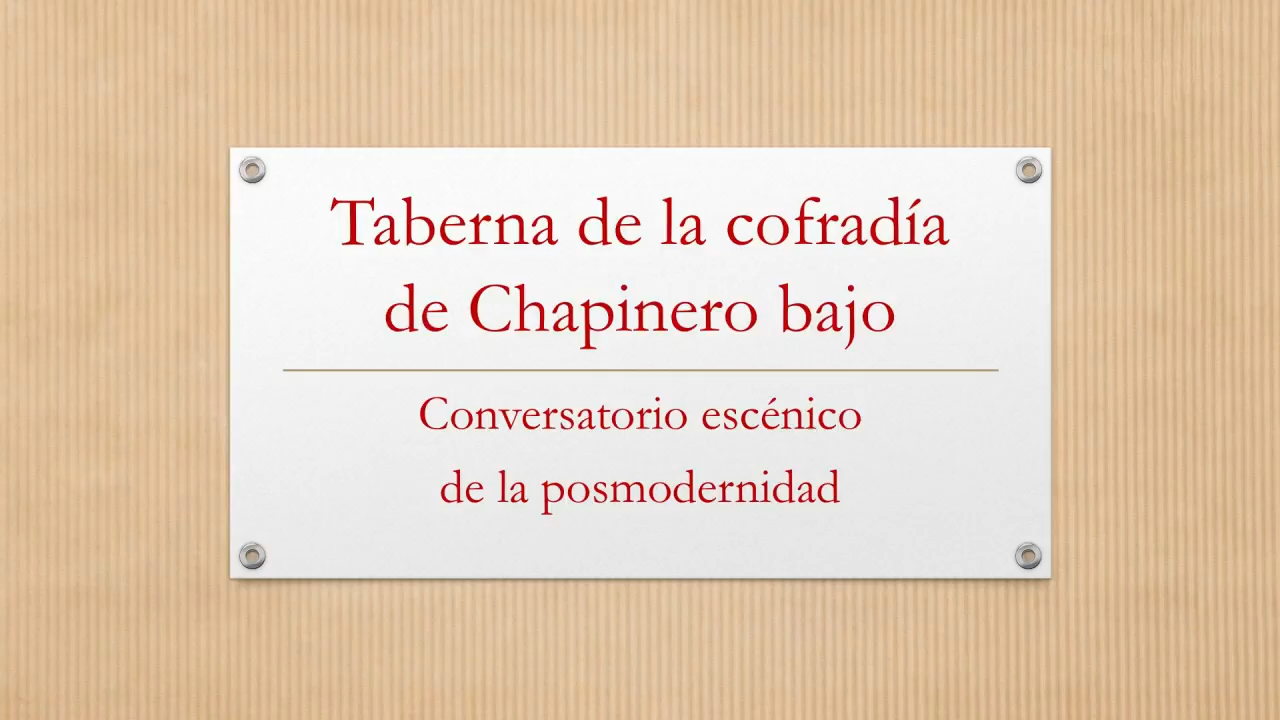 Taberna de la cofradía
de Chapinero bajo
Conversatorio escénico
de la posmodernidad